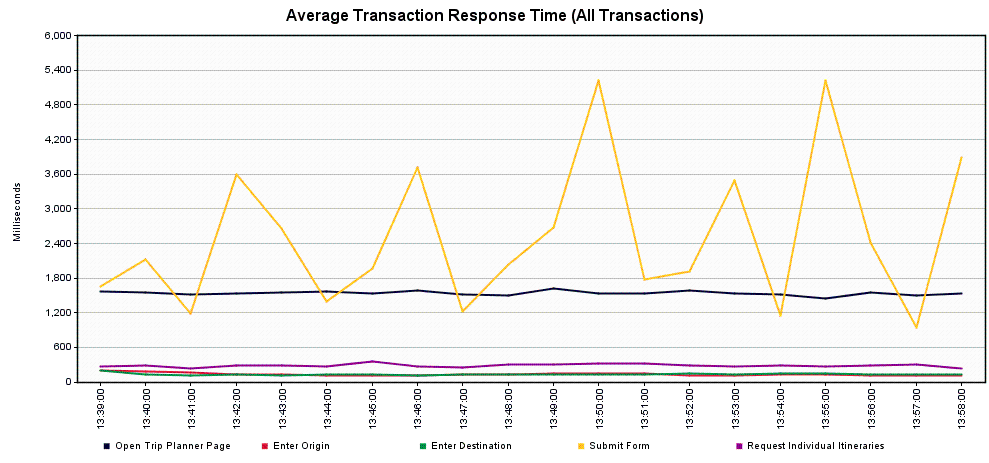 Average Transaction Response Time (All Transactions)
6,000
5,400
4,800
4,200
3,600
3,000
2,400
1,800
1,200
600
0
Milliseconds
13:39:00 13:40:00 13:41:00 13:42:00 13:43:00 13:44:00 13:45:00 13:46:00 13:47:00 13:48:00 13:49:00 13:50:00 13:51:00 13:52:00 13:53:00 13:54:00 13:55:00 13:56:00 13:57:00 13:58:00
Open Trip Planner Page Enter Origin Enter Destination Submit Form Request Individual Itineraries